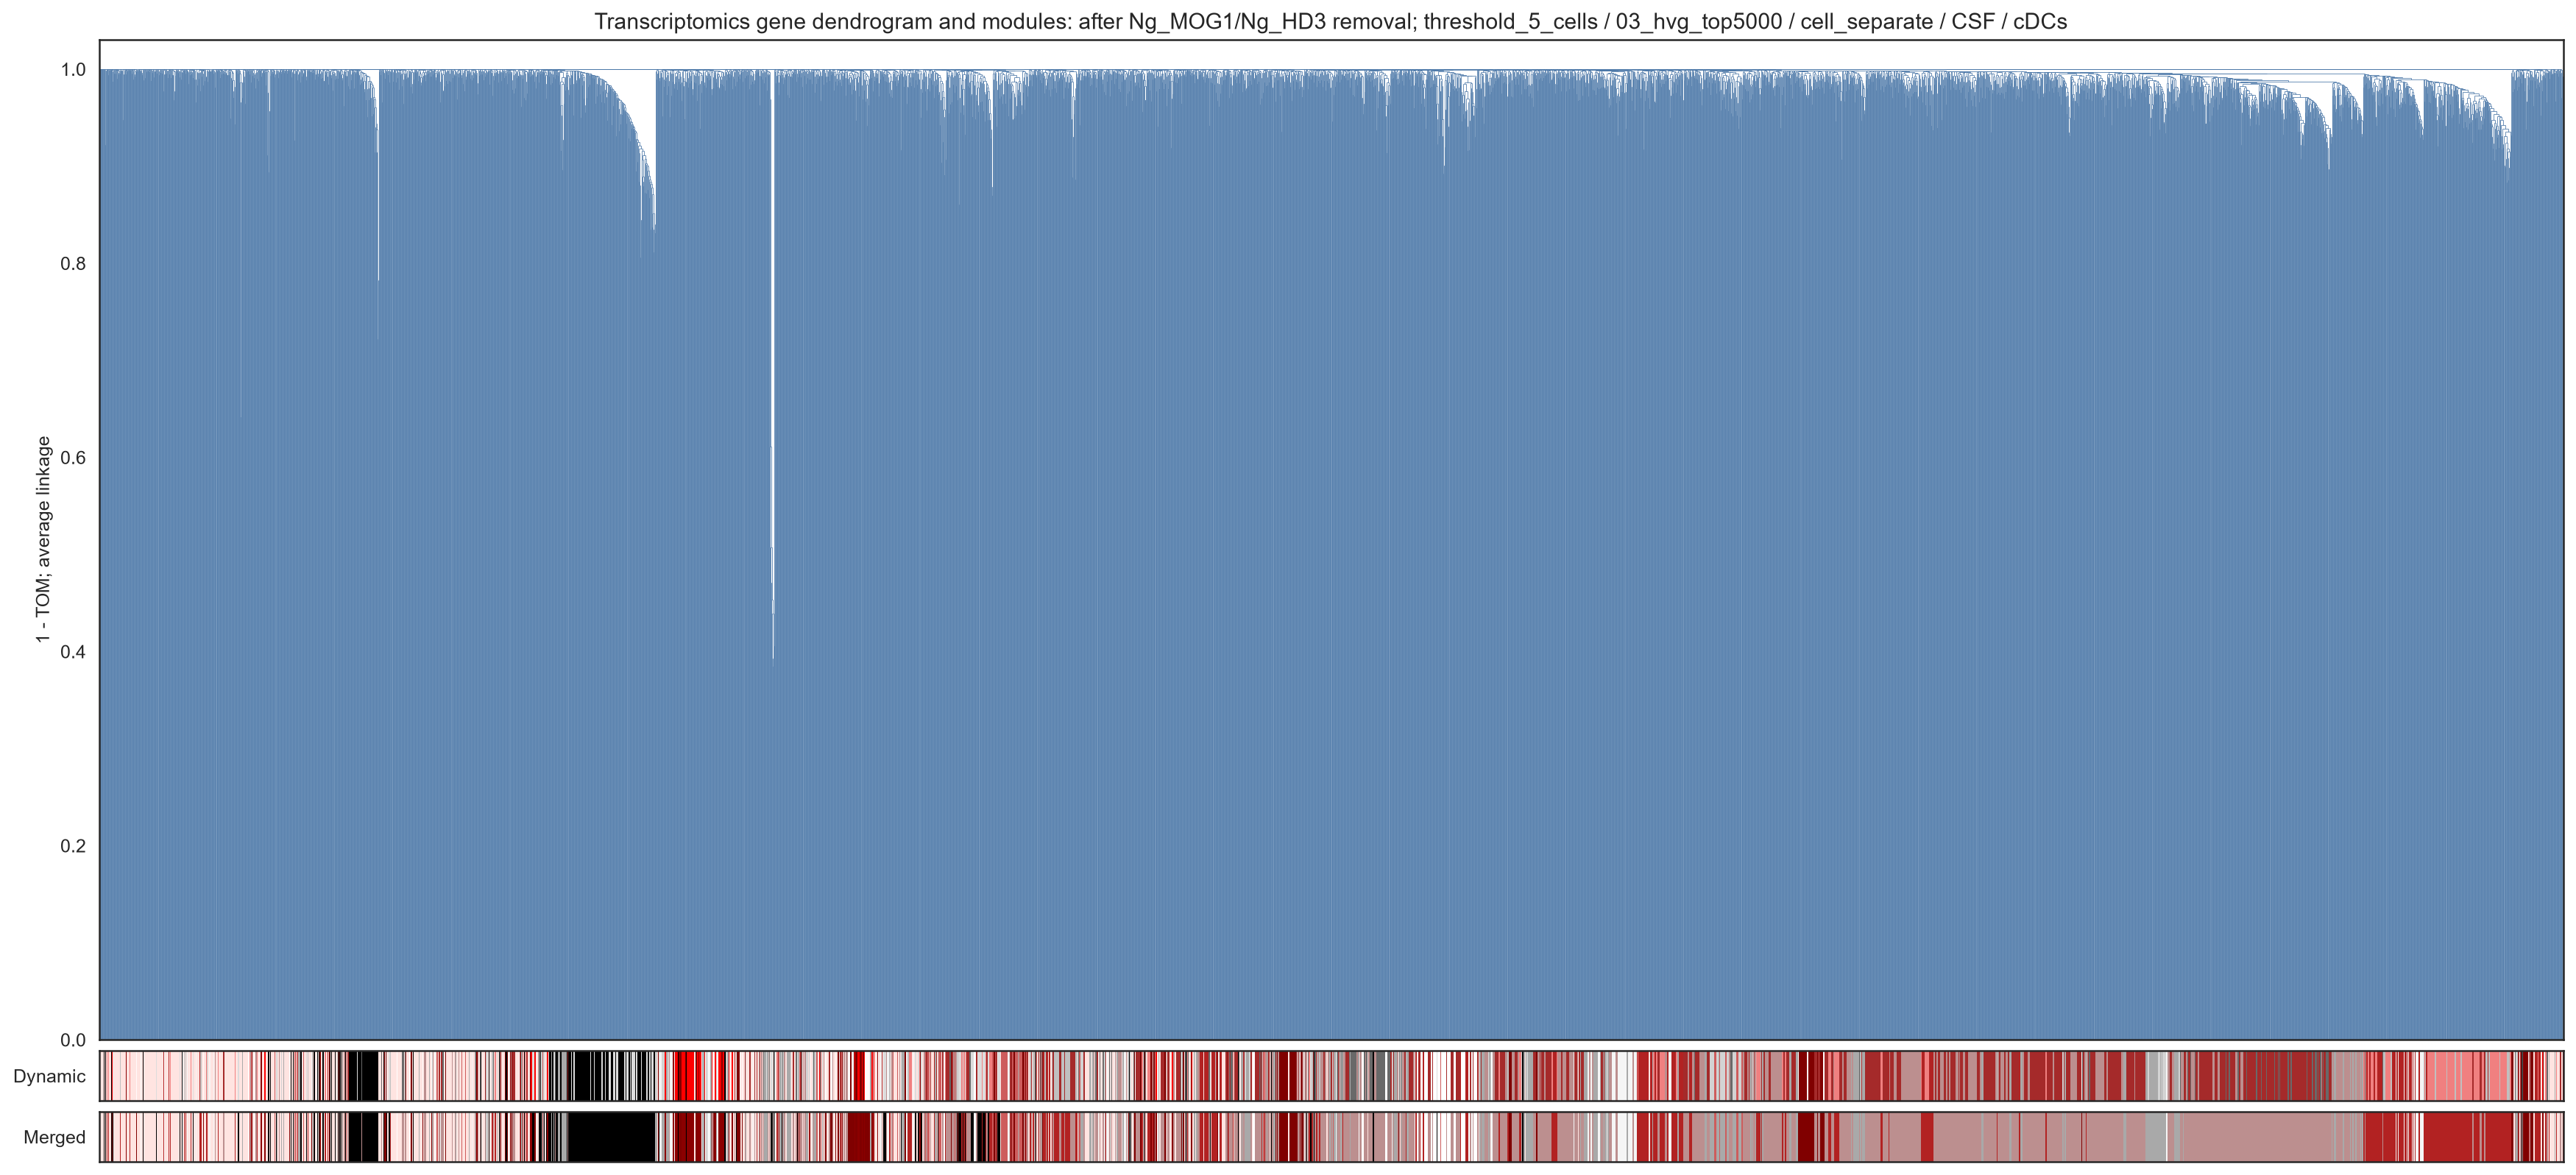 Transcriptomics gene dendrogram and modules: after Ng_MOG1/Ng_HD3 removal; threshold_5_cells / 03_hvg_top5000 / cell_separate / CSF / cDCs
1.0
0.8
0.6
1 - TOM; average linkage
0.4
0.2
0.0
Dynamic
Merged